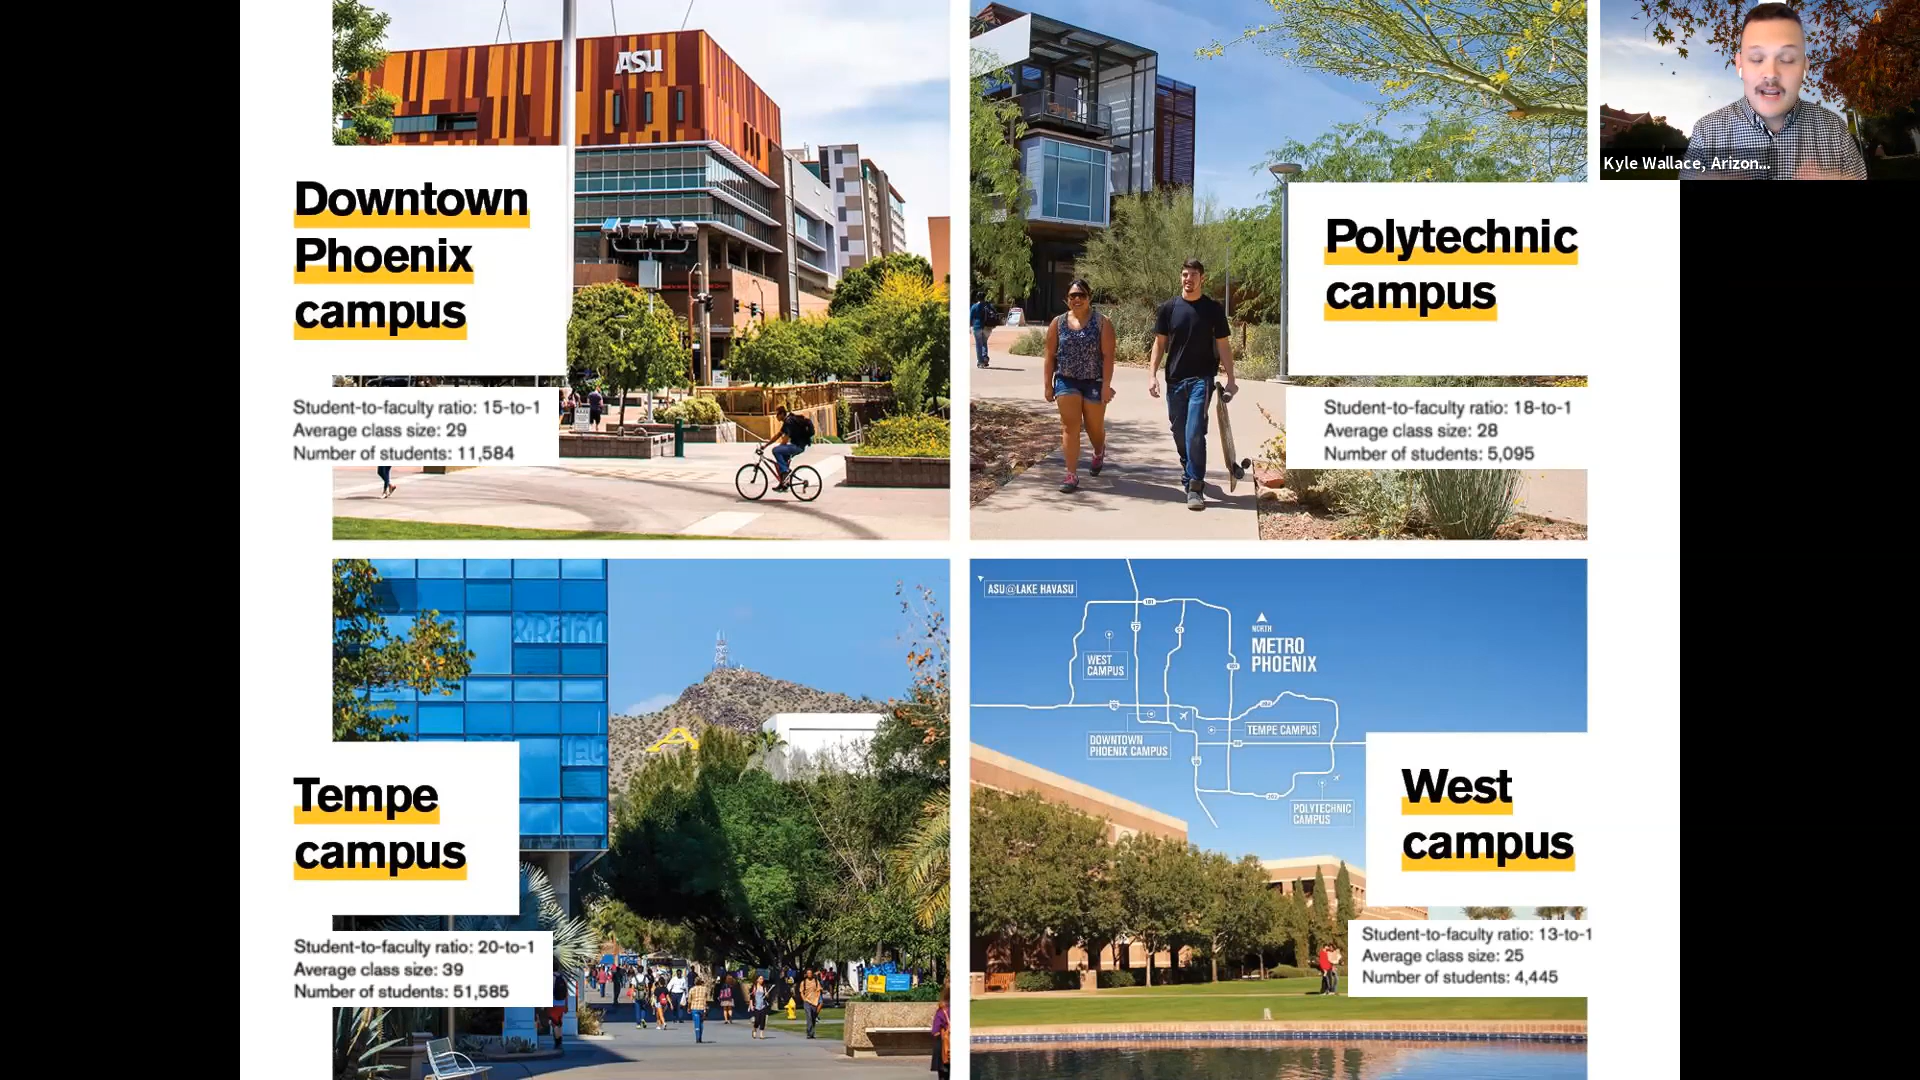 ASU
Downtown
Phoenix
campus
Student-to-faculty ratio: 15-to-1
Average class size: 29
Number of students: 11,584
Polytechnic
campus
Student-to-faculty ratio: 18-to-1
Average class size: 28
Number of students: 5,095
Kyle Wallace, Arizon...
Tempe
campus
Student-to-faculty ratio: 20-to-1
Average class size: 39
Number of students: 51,585
ASU@LAKE HAVASU
NORTH
METRO
PHOENIX
WEST
CAMPUS
TEMPE CAMPUS
DOWNTOWN
PHOENIX CAMPUS
POLYTECHNIC
CAMPUS
West
campus
Student-to-faculty ratio: 13-to-1
Average class size: 25
Number of students: 4,445